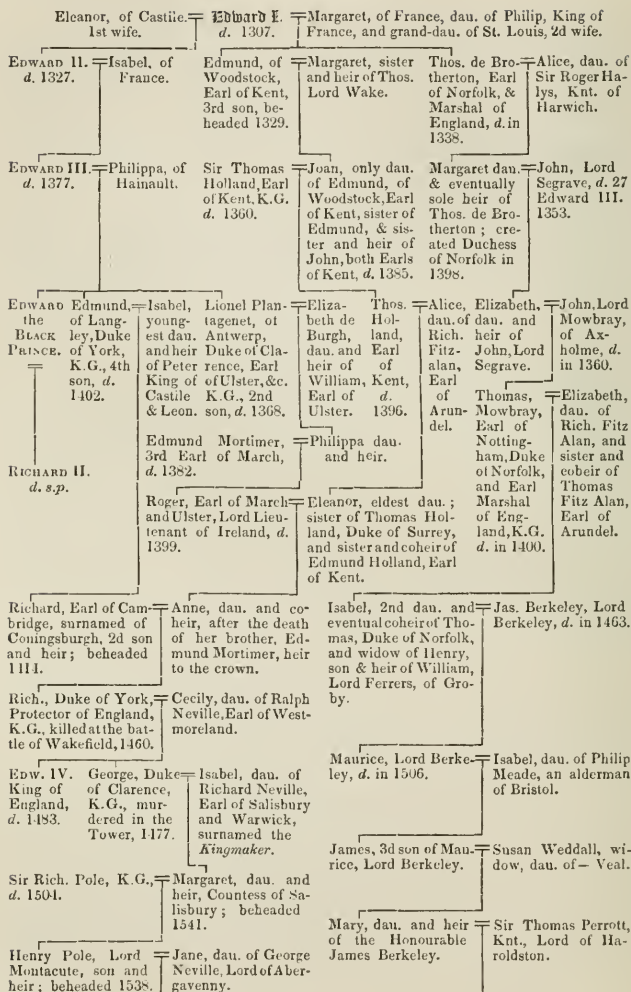 Eleanor, of Castile. Edward I. Margaret, of France, dau. of Philip, King of
1st wife. d. 1307. France, and grand-dau. of St. Louis, 2d wife.
EDWARD II. Isabel, of
d. 1327. France.
Edmund, of
Woodstock,
Earl of Kent,
3rd son, be-
headed 1329.
Margaret, sister
and heir of Thos.
Lord Wake.
Thos. de Bro-
therton, Earl
of Norfolk, &
Marshal of
England, d. in
1338.
Alice, dau. of
Sir Roger Ha-
lys, Knt. of
Harwich.
EDWARD III. Philippa, of
d. 1377. Hainault.
Sir Thomas
Holland, Earl
of Kent, K.G.
d. 1360.
Joan, only dau.
of Edmund, of
Woodstock, Earl
of Kent, sister of
Edmund, & sis-
ter and heir of
John, both Earls
of Kent, d. 1385.
Margaret dau.
& eventually
sole heir of
Thos. de Bro-
therton; cre-
ated Duchess
of Norfolk in
1398.
John, Lord
Segrave, d. 27
Edward III.
1353.
EDWARD
the
BLACK
PRINCE.
Edmund,
of Lang-
ley, Duke
of York,
K.G., 4th
son, d.
1402.
Isabel,
young-
est dau.
and heir
of Peter
King of
Castile
& Leon.
Lionel Plan-
tagenet, of
Antwerp,
Duke of Cla-
rence, Earl
of Ulster, &c.
K.G., 2nd
son, d. 1368.
Eliza-
beth de
Burgh,
dau. and
heir of
William,
Earl of
Ulster.
Thos.
Hol-
land,
Earl
of
Kent,
d.
1396.
Alice,
dau. of
Rich.
Fitz-
alan,
Earl
of
Arun-
del.
Elizabeth,
dau. and
heir of
John, Lord
Segrave.
John, Lord
Mowbray,
of Ax-
holme, d.
in 1360.
RICHARD II.
d. s.p.
Edmund Mortimer,
3rd Earl of March,
d. 1382.
Philippa dau.
and heir.
Thomas,
Mowbray,
Earl of
Notting-
ham, Duke
of Norfolk,
and Earl
Marshal
of Eng-
land, K.G.
d. in 1400.
Elizabeth,
dau. of
Rich. Fitz
Alan, and
sister and
coheir of
Thomas
Fitz Alan,
Earl of
Arundel.
Roger, Earl of March
and Ulster, Lord Lieu-
tenant of Ireland, d.
1399.
Eleanor, eldest dau.;
sister of Thomas Hol-
land, Duke of Surrey,
and sister and coheir of
Edmund Holland, Earl
of Kent.
Richard, Earl of Cam-
bridge, surnamed of
Coningsburgh, 2d son
and heir; beheaded
1414.
Anne, dau. and co-
heir, after the death
of her brother, Ed-
mund Mortimer, heir
to the crown.
Isabel, 2nd dau. and
eventual coheir of Tho-
mas, Duke of Norfolk,
and widow of Henry,
son & heir of William,
Lord Ferrers, of Gro-
by.
Jas. Berkeley, Lord
Berkeley, d. in 1463.
Rich., Duke of York,
Protector of England,
K.G., killed at the bat-
tle of Wakefield, 1460.
Cecily, dau. of Ralph
Neville, Earl of West-
moreland.
Maurice, Lord Berke-
ley, d. in 1506.
Isabel, dau. of Philip
Meade, an alderman
of Bristol.
Edw. IV.
King of
England,
d. 1483.
George, Duke
of Clarence,
K.G., mur-
dered in the
Tower, 1477.
Isabel, dau. of
Richard Neville,
Earl of Salisbury
and Warwick,
surnamed the
Kingmaker.
James, 3d son of Mau-
rice, Lord Berkeley.
Susan Weddall, wi-
dow, dau. of — Veal.
Sir Rich. Pole, K.G.,
d. 1504.
Margaret, dau. and
heir, Countess of Sa-
lisbury; beheaded
1541.
Mary, dau. and heir
of the Honourable
James Berkeley.
Sir Thomas Perrott,
Knt., Lord of Ha-
roldston.
Henry Pole, Lord
Montacute, son and
heir; beheaded 1538.
Jane, dau. of George
Neville, Lord of Aber-
gavenny.